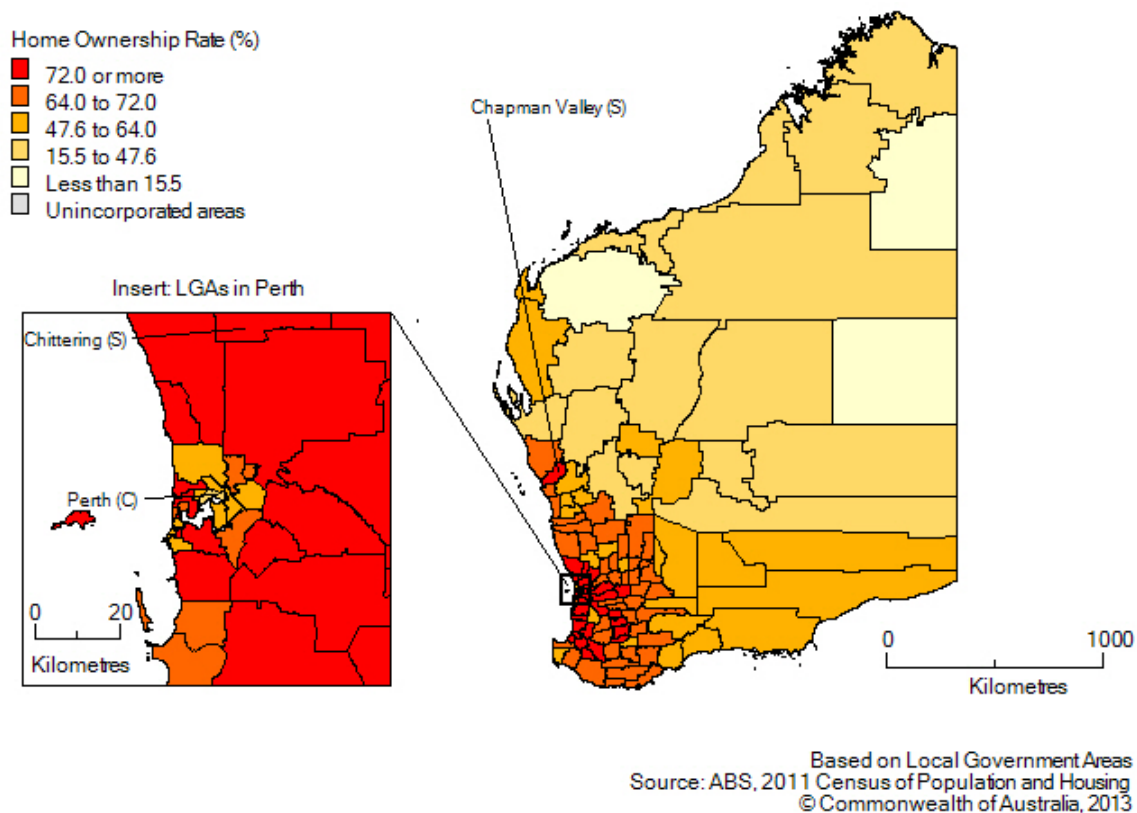 Home Ownership Rate (%)
72.0 or more
64.0 to 72.0
47.6 to 64.0
15.5 to 47.6
Less than 15.5
Unincorporated areas
Chapman Valley (S)
Insert: LGAs in Perth
Chittering (S)
Perth (C)
0 20
Kilometres
0 1000
Kilometres
Based on Local Government Areas
Source: ABS, 2011 Census of Population and Housing
© Commonwealth of Australia, 2013